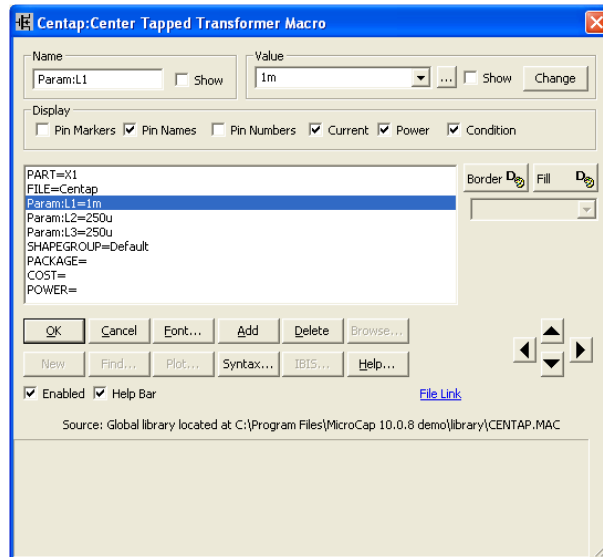 Centap:Center Tapped Transformer Macro
Name
Param:L1
Show
Value
1m
...
Show
Change
Display
Pin Markers
Pin Names
Pin Numbers
Current
Power
Condition
PART=X1
FILE=Centap
Param:L1=1m
Param:L2=250u
Param:L3=250u
SHAPEGROUP=Default
PACKAGE=
COST=
POWER=
Border
Fill
OK
Cancel
Font...
Add
Delete
Browse...
New
Find...
Plot...
Syntax...
IBIS...
Help...
Enabled
Help Bar
File Link
Source: Global library located at C:\Program Files\MicroCap 10.0.8 demo\library\CENTAP.MAC